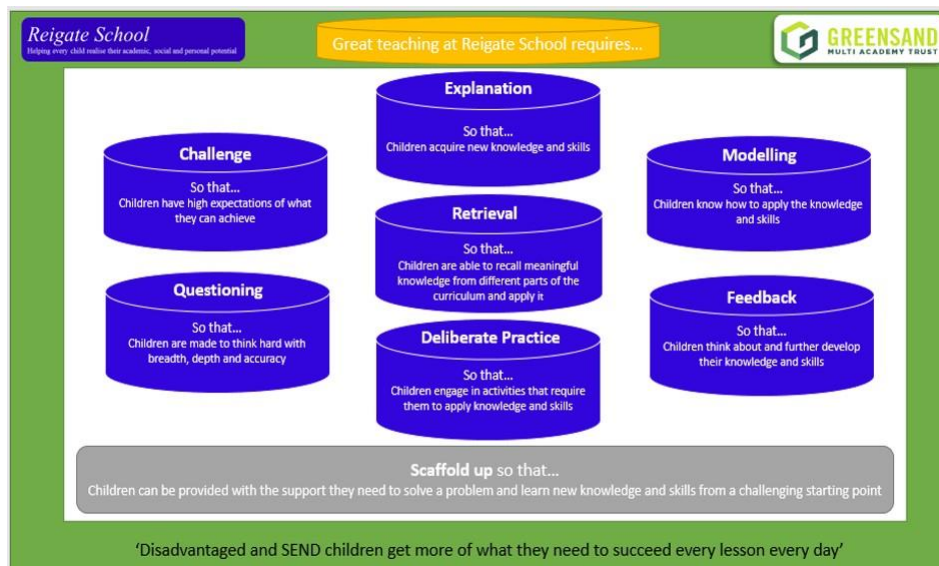 Reigate School
Helping every child realise their academic, social and personal potential
Great teaching at Reigate School requires...
GREENSAND
MULTI ACADEMY TRUST
Explanation
So that...
Children acquire new knowledge and skills
Challenge
So that...
Children have high expectations of what
they can achieve
Modelling
So that...
Children know how to apply the knowledge
and skills
Retrieval
So that...
Children are able to recall meaningful
knowledge from different parts of the
curriculum and apply it
Questioning
So that...
Children are made to think hard with
breadth, depth and accuracy
Feedback
So that...
Children think about and further develop
their knowledge and skills
Deliberate Practice
So that...
Children engage in activities that require
them to apply knowledge and skills
Scaffold up so that...
Children can be provided with the support they need to solve a problem and learn new knowledge and skills from a challenging starting point
‘Disadvantaged and SEND children get more of what they need to succeed every lesson every day’